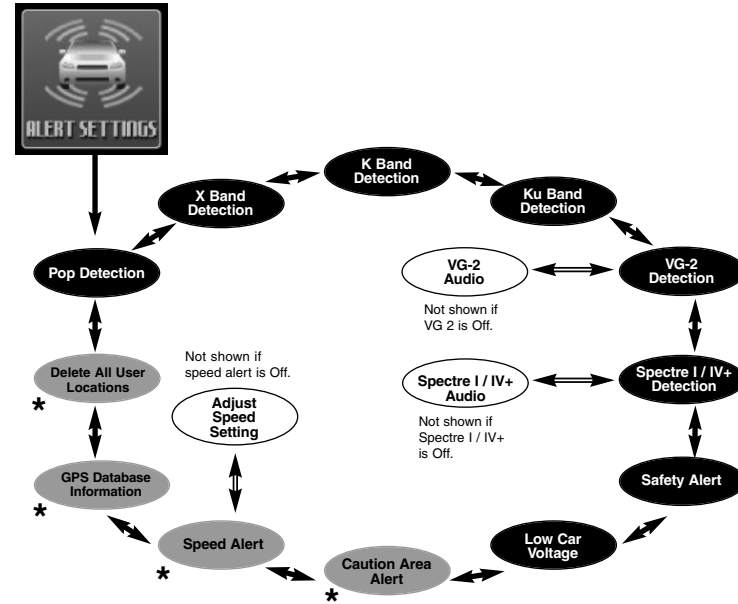 ALERT SETTINGS
K Band
Detection
X Band
Detection
Ku Band
Detection
Pop Detection
VG-2
Audio
VG-2
Detection
Not shown if
VG 2 is Off.
Not shown if
speed alert is Off.
Delete All User
Locations
*
Adjust
Speed
Setting
Spectre I / IV+
Audio
Spectre I / IV+
Detection
Not shown if
Spectre I / IV+
is Off.
GPS Database
Information
*
Safety Alert
Speed Alert
*
Low Car
Voltage
Caution Area
Alert
*